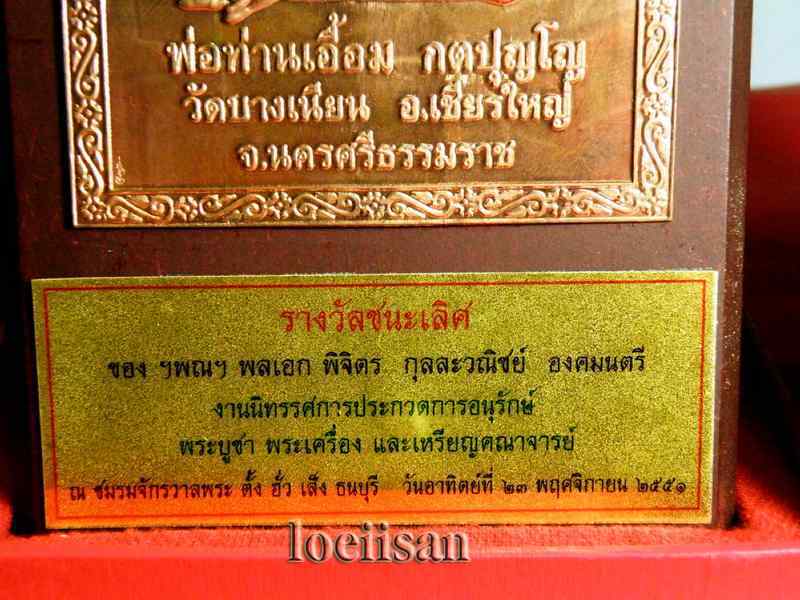 พ่อท่านเอื้อม กตปุญโญ
วัดบางเนียน อ.เชียรใหญ่
จ.นครศรีธรรมราช
รางวัลชนะเลิศ
ของ ฯพณฯ พลเอก พิจิตร กุลละวณิชย์ องคมนตรี
งานนิทรรศการประกวดการอนุรักษ์
พระบูชา พระเครื่อง และเหรียญคณาจารย์
ณ ชมรมจักรวาลพระ ตั้ง ฮั่ว เส็ง ธนบุรี วันอาทิตย์ที่ ๒๓ พฤศจิกายน ๒๕๕๑
loeiisan